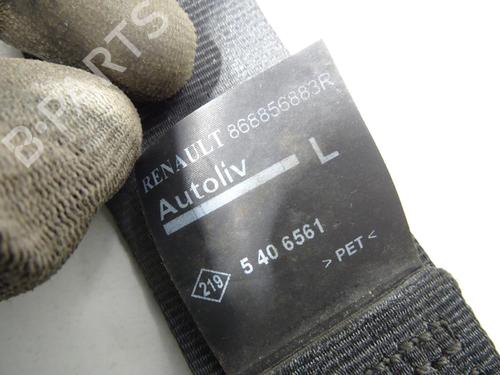 B-PARTS
RENAULT 868856883R
Autoliv L
219 5 40 6561
>PET<